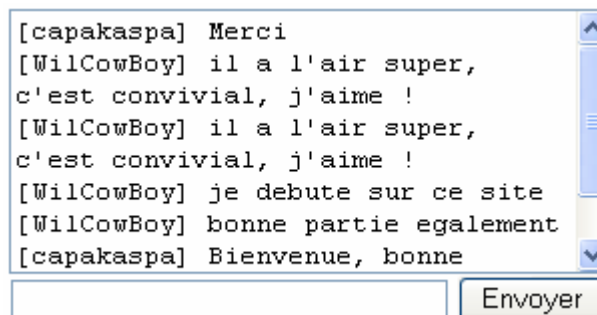 [capakaspa] Merci
[WilCowBoy] il a l'air super,
c'est convivial, j'aime !
[WilCowBoy] il a l'air super,
c'est convivial, j'aime !
[WilCowBoy] je debute sur ce site
[WilCowBoy] bonne partie egalement
[capakaspa] Bienvenue, bonne
Envoyer